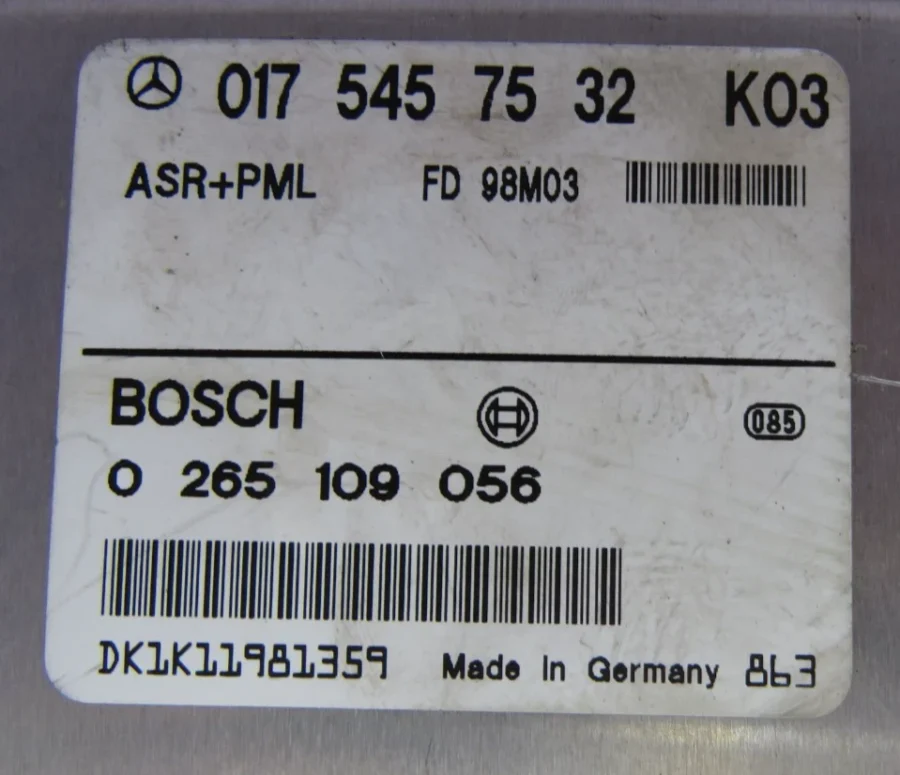 017 545 75 32 K03
ASR+PML FD 98M03
BOSCH 085
0 265 109 056
DK1K11981359 Made in Germany 863